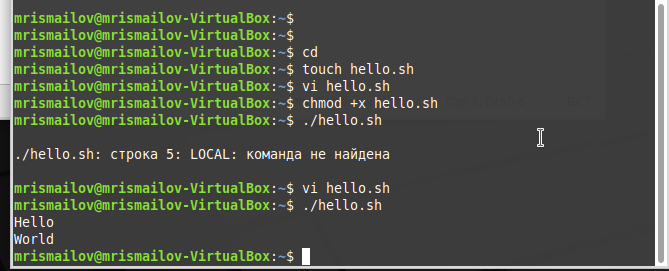 mrismailov@mrismailov-VirtualBox:~$
mrismailov@mrismailov-VirtualBox:~$
mrismailov@mrismailov-VirtualBox:~$ cd
mrismailov@mrismailov-VirtualBox:~$ touch hello.sh
mrismailov@mrismailov-VirtualBox:~$ vi hello.sh
mrismailov@mrismailov-VirtualBox:~$ chmod +x hello.sh
mrismailov@mrismailov-VirtualBox:~$ ./hello.sh
./hello.sh: строка 5: LOCAL: команда не найдена
mrismailov@mrismailov-VirtualBox:~$ vi hello.sh
mrismailov@mrismailov-VirtualBox:~$ ./hello.sh
Hello
World
mrismailov@mrismailov-VirtualBox:~$